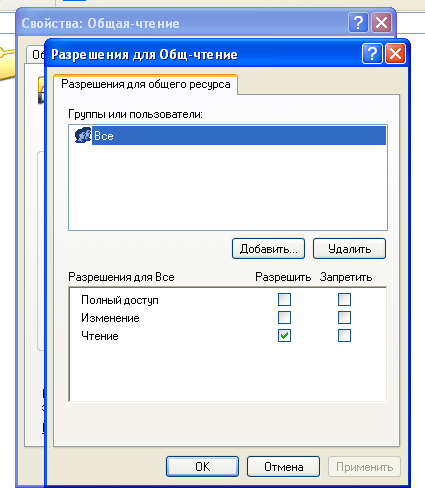 Свойства: Общая-чтение
Разрешения для Общ-чтение
Разрешения для общего ресурса
Группы или пользователи:
Все
Добавить...
Удалить
Разрешения для Все
Разрешить
Запретить
Полный доступ
Изменение
Чтение
OK
Отмена
Применить